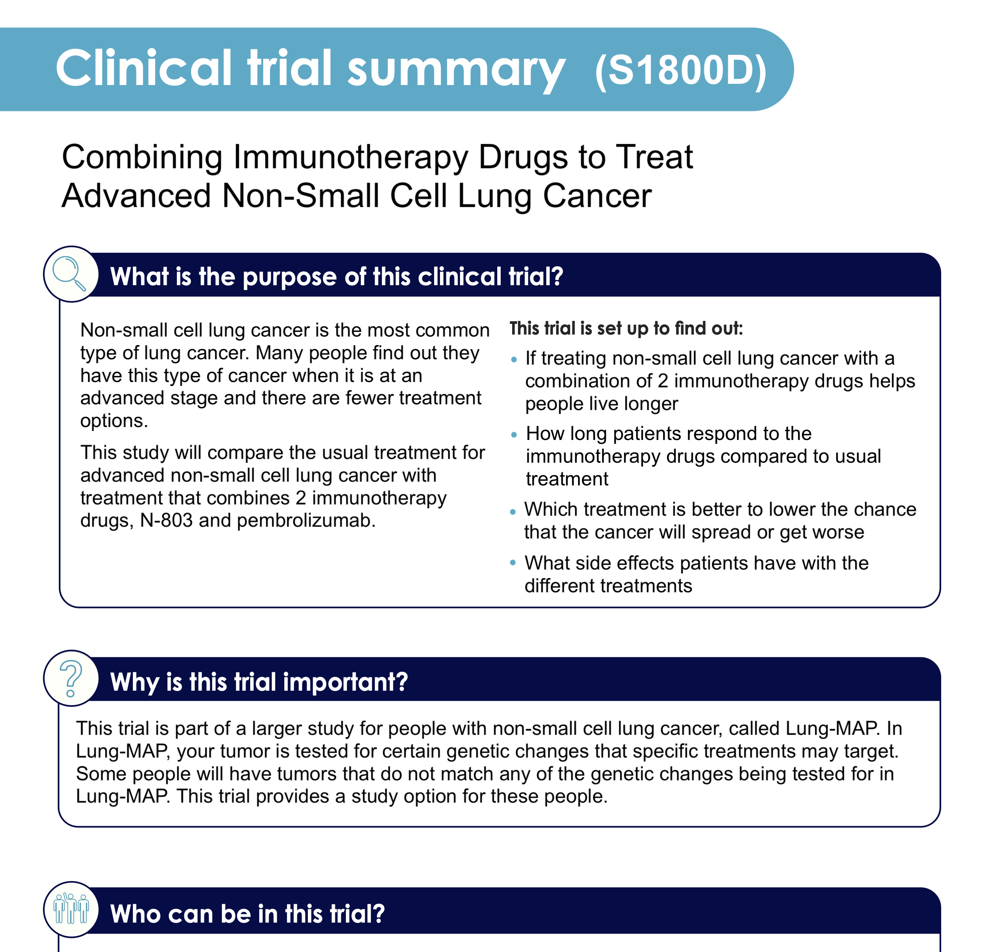 Clinical trial summary (S1800D)
Combining Immunotherapy Drugs to Treat
Advanced Non-Small Cell Lung Cancer
What is the purpose of this clinical trial?
Non-small cell lung cancer is the most common
type of lung cancer. Many people find out they
have this type of cancer when it is at an
advanced stage and there are fewer treatment
options.
This study will compare the usual treatment for
advanced non-small cell lung cancer with
treatment that combines 2 immunotherapy
drugs, N-803 and pembrolizumab.
This trial is set up to find out:
• If treating non-small cell lung cancer with a
combination of 2 immunotherapy drugs helps
people live longer
• How long patients respond to the
immunotherapy drugs compared to usual
treatment
• Which treatment is better to lower the chance
that the cancer will spread or get worse
• What side effects patients have with the
different treatments
Why is this trial important?
This trial is part of a larger study for people with non-small cell lung cancer, called Lung-MAP. In
Lung-MAP, your tumor is tested for certain genetic changes that specific treatments may target.
Some people will have tumors that do not match any of the genetic changes being tested for in
Lung-MAP. This trial provides a study option for these people.
Who can be in this trial?